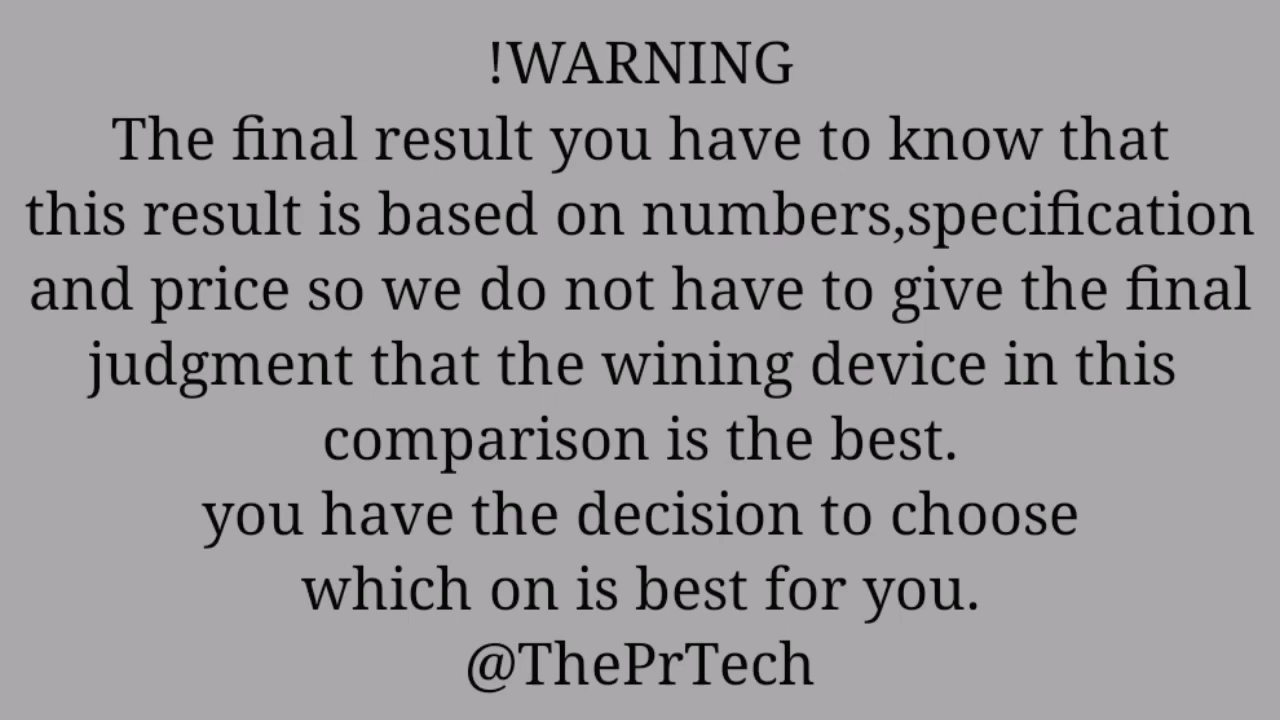 !WARNING
The final result you have to know that
this result is based on numbers,specification
and price so we do not have to give the final
judgment that the wining device in this
comparison is the best.
you have the decision to choose
which on is best for you.
@ThePrTech